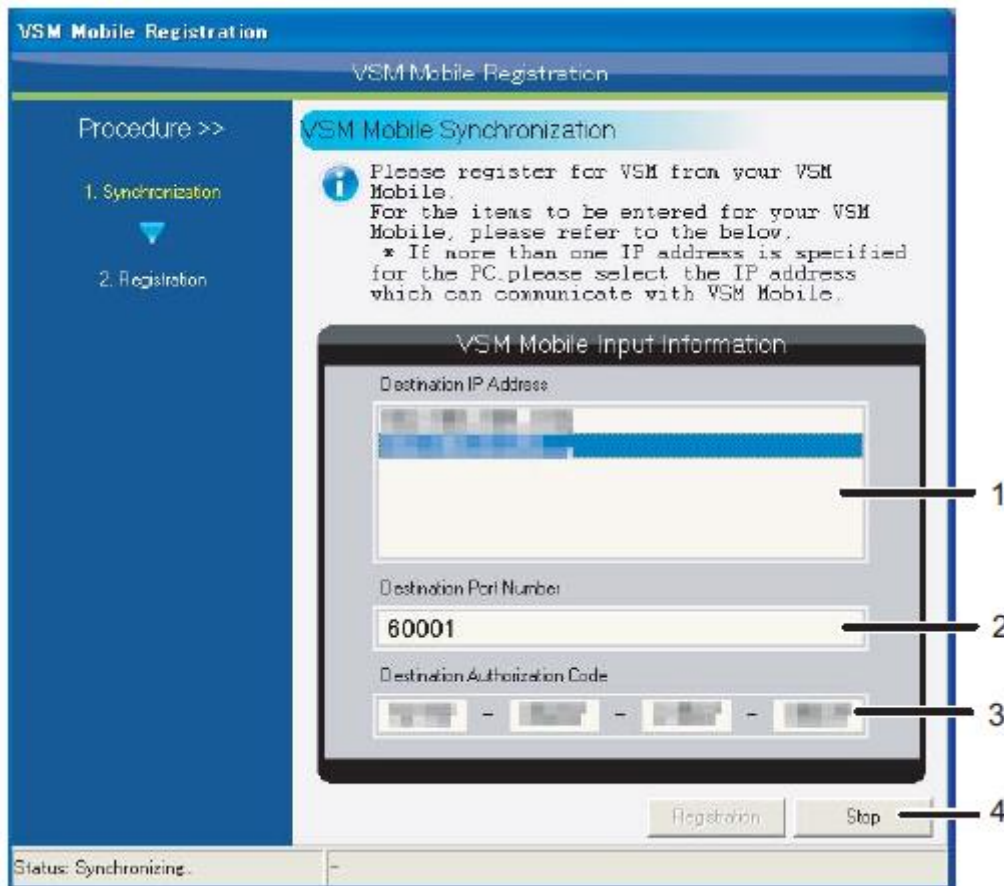 VSM Mobile Registration
VSM Mobile Registration
Procedure >>
1. Synchronization
2. Registration
VSM Mobile Synchronization
Please register for VSM from your VSM
Mobile.
For the items to be entered for your VSM
Mobile, please refer to the below.
* If more than one IP address is specified
for the PC.please select the IP address
which can communicate with VSM Mobile.
VSM Mobile Input Information
Destination IP Address
1
Destination Port Number
60001
2
Destination Authorization Code
- - -
3
Registration
Stop
4
Status: Synchronizing..
-